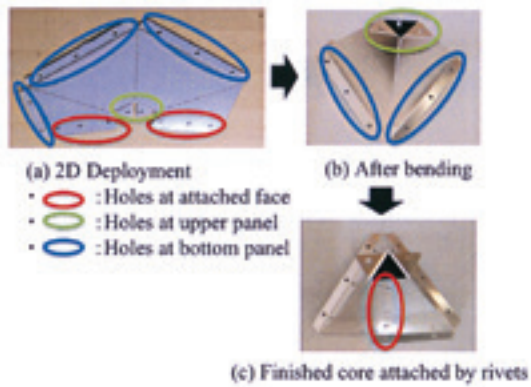 (a) 2D Deployment
(b) After bending
· : Holes at attached face
· : Holes at upper panel
· : Holes at bottom panel
(c) Finished core attached by rivets